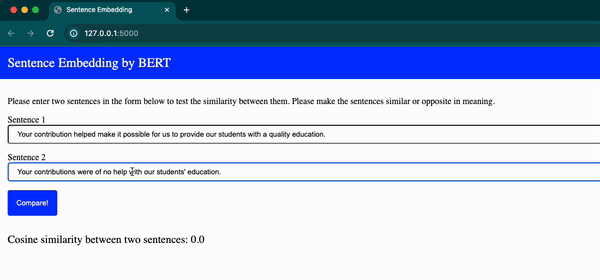 Sentence Embedding
127.0.0.1:5000
Sentence Embedding by BERT
Please enter two sentences in the form below to test the similarity between them. Please make the sentences similar or opposite in meaning.
Sentence 1
Your contribution helped make it possible for us to provide our students with a quality education.
Sentence 2
Your contributions were of no help with our students' education.
Compare!
Cosine similarity between two sentences: 0.0